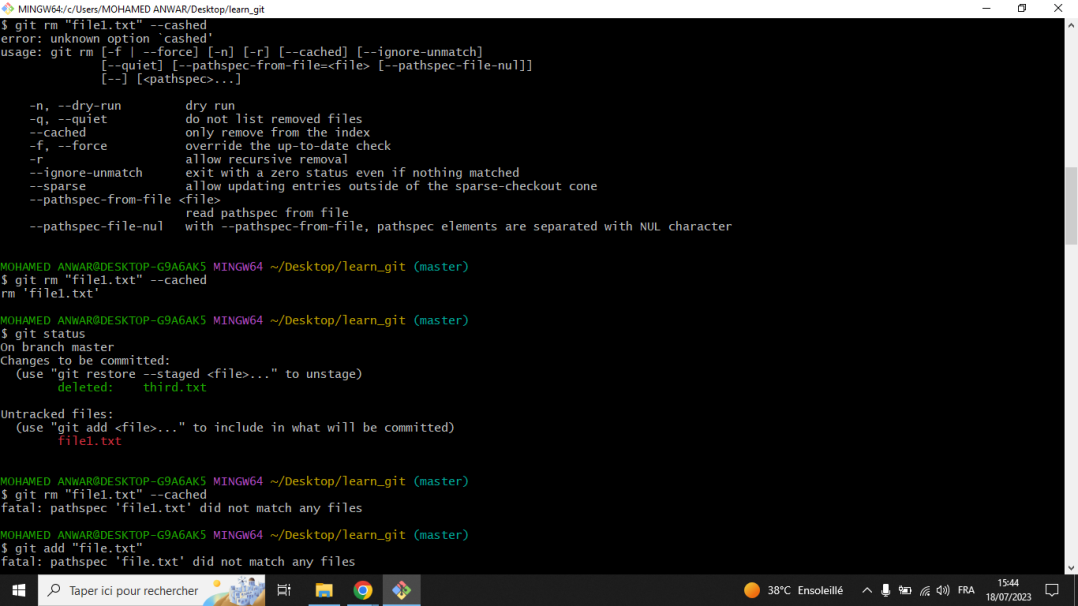 MINGW64:/c/Users/MOHAMED ANWAR/Desktop/learn_git
$ git rm "file1.txt" --cashed
error: unknown option `cashed'
usage: git rm [-f | --force] [-n] [-r] [--cached] [--ignore-unmatch]
[--quiet] [--pathspec-from-file=<file> [--pathspec-file-nul]]
[--] [<pathspec>...]
-n, --dry-run dry run
-q, --quiet do not list removed files
--cached only remove from the index
-f, --force override the up-to-date check
-r allow recursive removal
--ignore-unmatch exit with a zero status even if nothing matched
--sparse allow updating entries outside of the sparse-checkout cone
--pathspec-from-file <file>
read pathspec from file
--pathspec-file-nul with --pathspec-from-file, pathspec elements are separated with NUL character
MOHAMED ANWAR@DESKTOP-G9A6AK5 MINGW64 ~/Desktop/learn_git (master)
$ git rm "file1.txt" --cached
rm 'file1.txt'
MOHAMED ANWAR@DESKTOP-G9A6AK5 MINGW64 ~/Desktop/learn_git (master)
$ git status
On branch master
Changes to be committed:
(use "git restore --staged <file>..." to unstage)
deleted: third.txt
Untracked files:
(use "git add <file>..." to include in what will be committed)
file1.txt
MOHAMED ANWAR@DESKTOP-G9A6AK5 MINGW64 ~/Desktop/learn_git (master)
$ git rm "file1.txt" --cached
fatal: pathspec 'file1.txt' did not match any files
MOHAMED ANWAR@DESKTOP-G9A6AK5 MINGW64 ~/Desktop/learn_git (master)
$ git add "file.txt"
fatal: pathspec 'file.txt' did not match any files
Taper ici pour rechercher
38°C Ensoleillé
FRA
15:44
18/07/2023